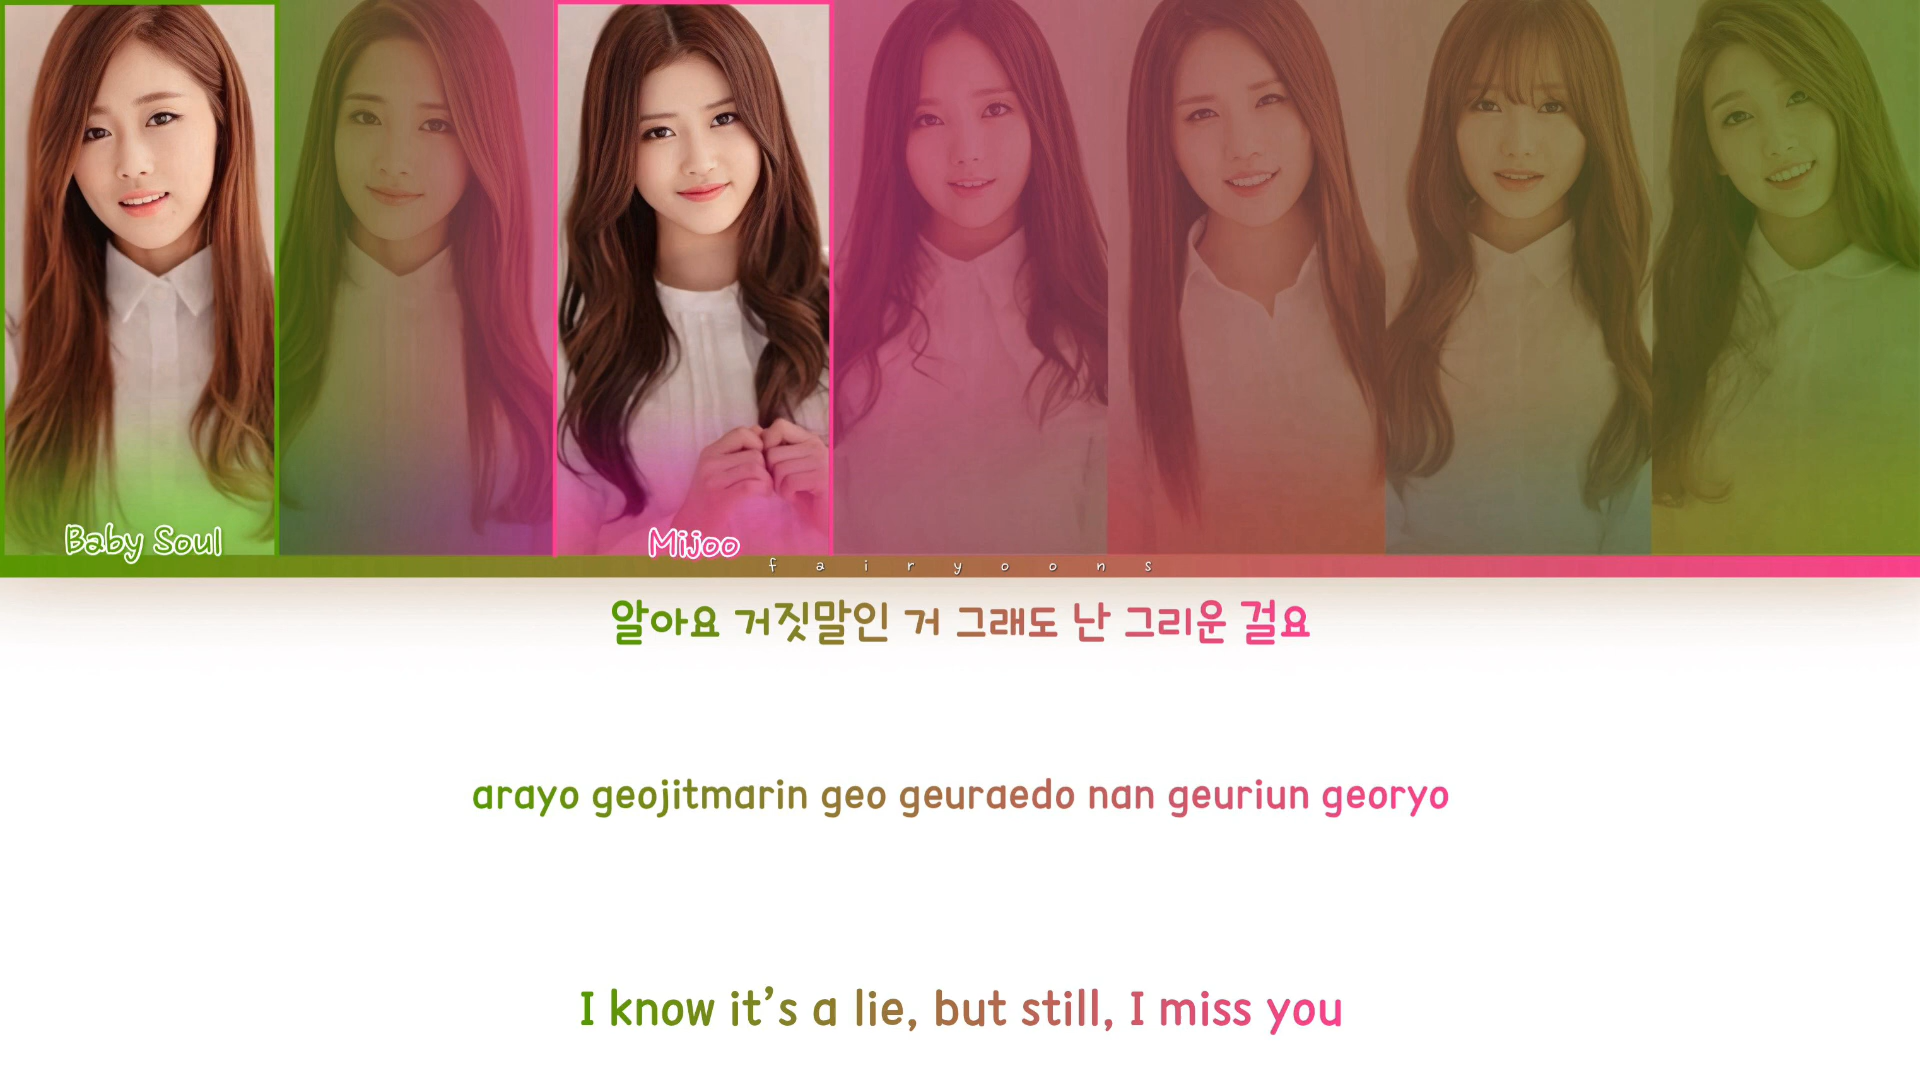 Baby Soul
Mijoo
fairyoons
알아요 거짓말인 거 그래도 난 그리운 걸요
arayo geojitmarin geo geuraedo nan geuriun georyo
I know it’s a lie, but still, I miss you